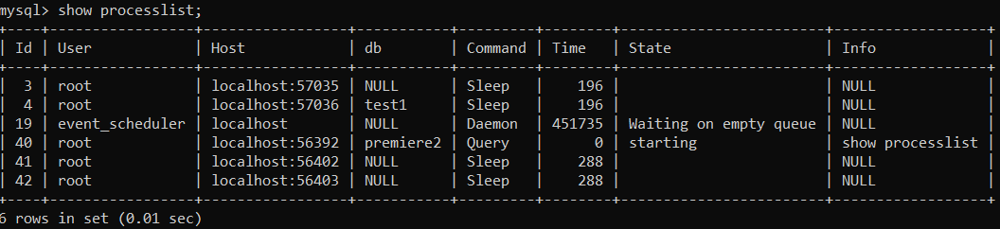 mysql> show processlist;
+----+-----------------+-----------------+-----------+---------+--------+------------------------+------------------+
| Id | User            | Host            | db        | Command | Time   | State                  | Info             |
+----+-----------------+-----------------+-----------+---------+--------+------------------------+------------------+
|  3 | root            | localhost:57035 | NULL      | Sleep   |    196 |                        | NULL             |
|  4 | root            | localhost:57036 | test1     | Sleep   |    196 |                        | NULL             |
| 19 | event_scheduler | localhost       | NULL      | Daemon  | 451735 | Waiting on empty queue | NULL             |
| 40 | root            | localhost:56392 | premiere2 | Query   |      0 | starting               | show processlist |
| 41 | root            | localhost:56402 | NULL      | Sleep   |    288 |                        | NULL             |
| 42 | root            | localhost:56403 | NULL      | Sleep   |    288 |                        | NULL             |
+----+-----------------+-----------------+-----------+---------+--------+------------------------+------------------+
6 rows in set (0.01 sec)